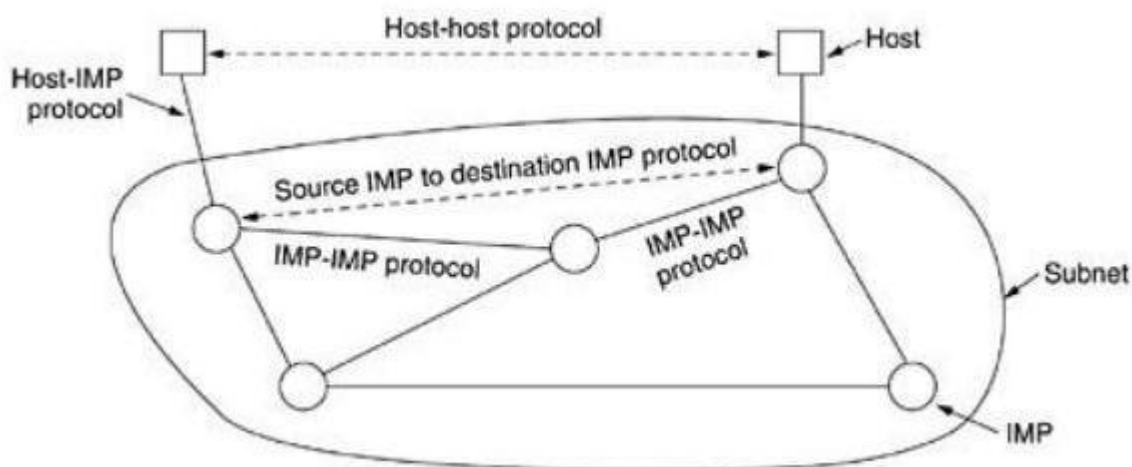 Host-host protocol
Host
Host-IMP
protocol
Source IMP to destination IMP protocol
IMP-IMP protocol
IMP-IMP
protocol
Subnet
IMP